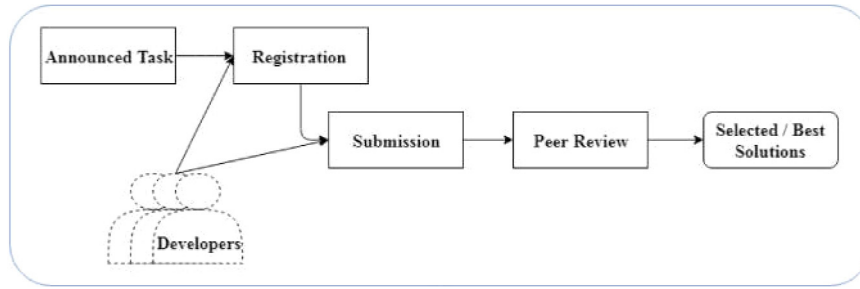 Announced Task
Registration
Submission
Peer Review
Selected / Best
Solutions
Developers